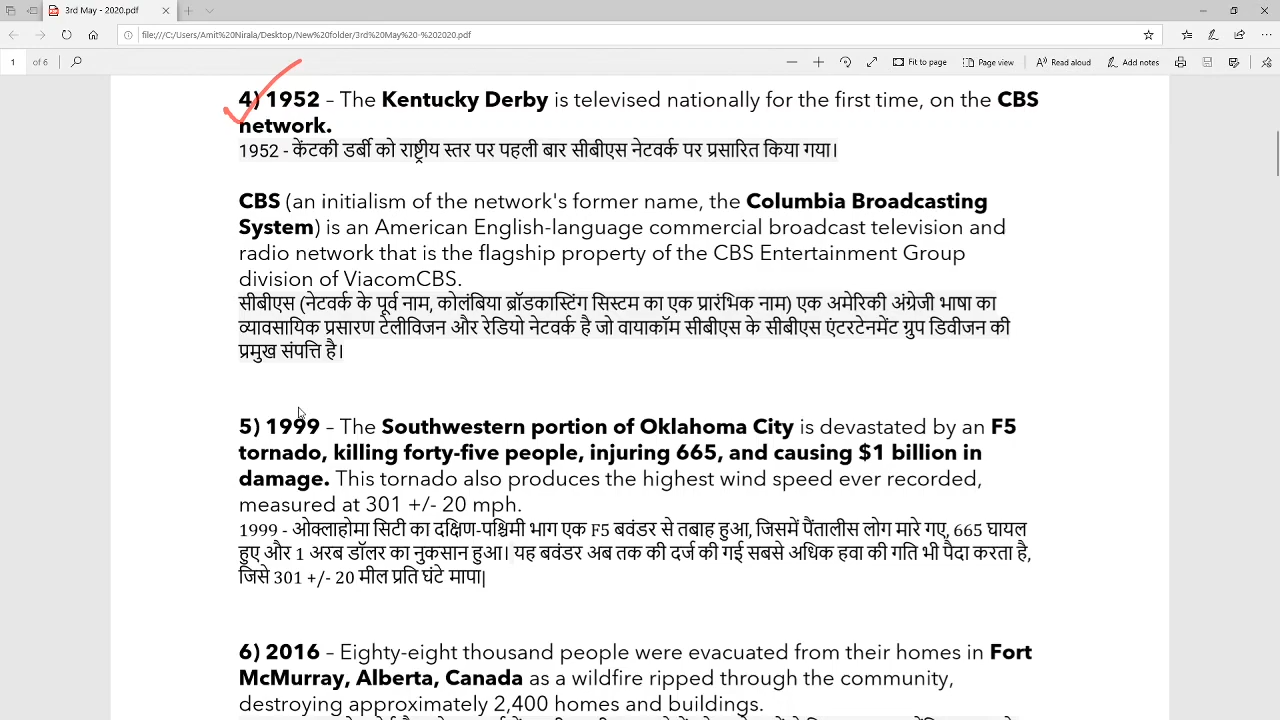 3rd May - 2020.pdf
file:///C:/Users/Amit%20Nirala/Desktop/New%20folder/3rd%20May%20-%202020.pdf
1 of 6 Fit to page Page view Read aloud Add notes
4) 1952 – The Kentucky Derby is televised nationally for the first time, on the CBS
network.
1952 - केंटकी डर्बी को राष्ट्रीय स्तर पर पहली बार सीबीएस नेटवर्क पर प्रसारित किया गया।
CBS (an initialism of the network's former name, the Columbia Broadcasting
System) is an American English-language commercial broadcast television and
radio network that is the flagship property of the CBS Entertainment Group
division of ViacomCBS.
सीबीएस (नेटवर्क के पूर्व नाम, कोलंबिया ब्रॉडकास्टिंग सिस्टम का एक प्रारंभिक नाम) एक अमेरिकी अंग्रेजी भाषा का
व्यावसायिक प्रसारण टेलीविजन और रेडियो नेटवर्क है जो वायाकॉम सीबीएस के सीबीएस एंटरटेनमेंट ग्रुप डिवीजन की
प्रमुख संपत्ति है।
5) 1999 – The Southwestern portion of Oklahoma City is devastated by an F5
tornado, killing forty-five people, injuring 665, and causing $1 billion in
damage. This tornado also produces the highest wind speed ever recorded,
measured at 301 +/- 20 mph.
1999 - ओक्लाहोमा सिटी का दक्षिण-पश्चिमी भाग एक F5 बवंडर से तबाह हुआ, जिसमें पैंतालीस लोग मारे गए, 665 घायल
हुए और 1 अरब डॉलर का नुकसान हुआ। यह बवंडर अब तक की दर्ज की गई सबसे अधिक हवा की गति भी पैदा करता है,
जिसे 301 +/- 20 मील प्रति घंटे मापा|
6) 2016 – Eighty-eight thousand people were evacuated from their homes in Fort
McMurray, Alberta, Canada as a wildfire ripped through the community,
destroying approximately 2,400 homes and buildings.